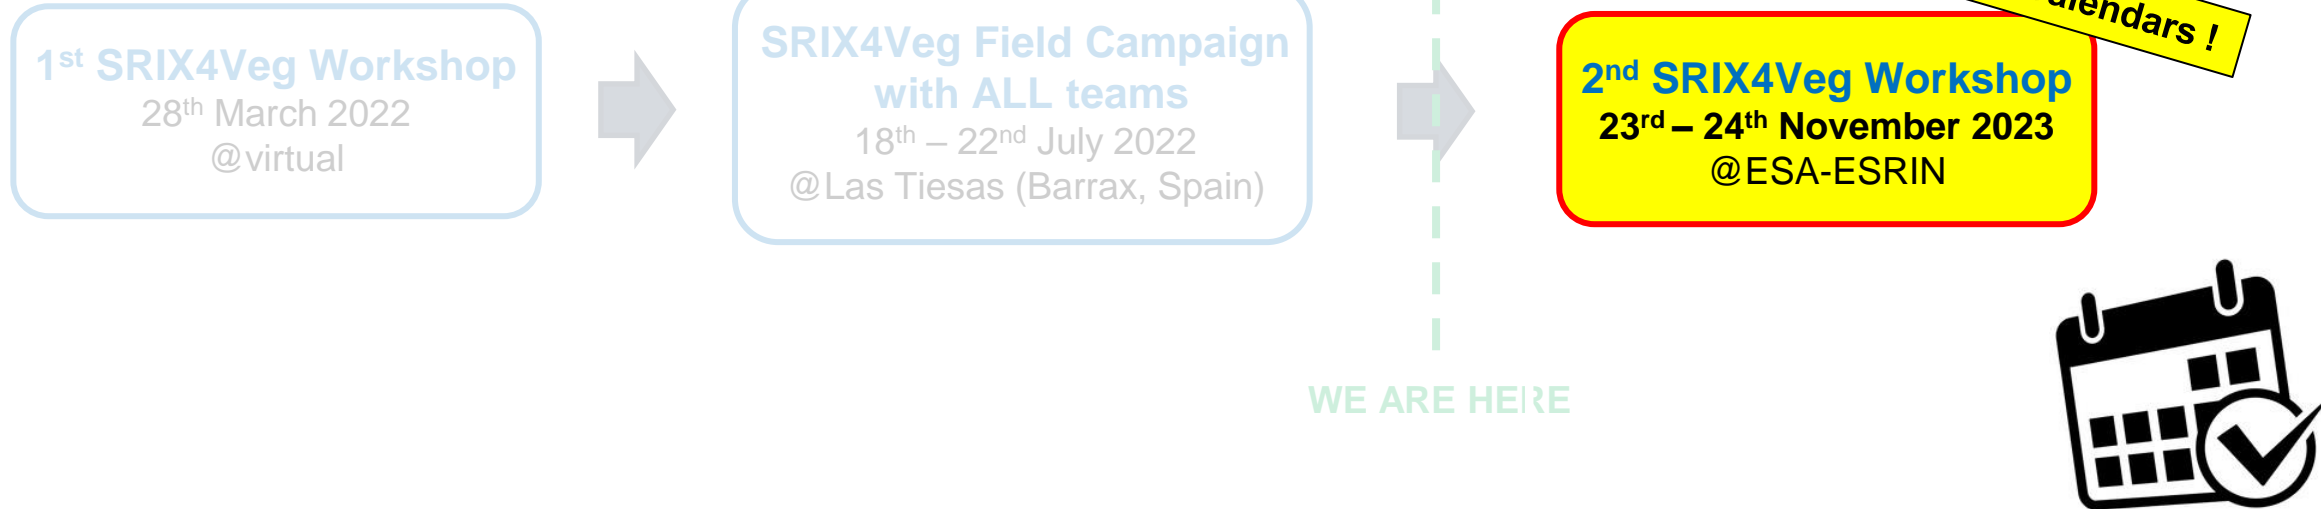 1st SRIX4Veg Workshop
28th March 2022
@virtual
SRIX4Veg Field Campaign
with ALL teams
18th – 22nd July 2022
@Las Tiesas (Barrax, Spain)
2nd SRIX4Veg Workshop
23rd – 24th November 2023
@ESA-ESRIN
!
WE ARE HERE